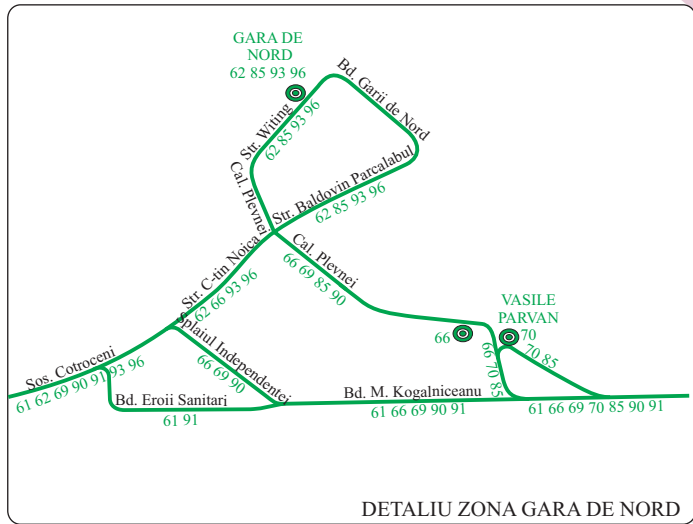 GARA DE
NORD
62 85 93 96
Bd. Garii de Nord
Str. Witing
62 85 93 96
Cal. Plevnei
Str. Baldovin Parcalabul
62 85 93 96
Cal. Plevnei
66 69 85 90
Str. C-tin Noica
62 66 93 96
VASILE
PARVAN
70
66
70 85
66 70 85
Splaiul Independentei
66 69 90
Sos. Cotroceni
61 62 69 90 91 93 96
Bd. Eroii Sanitari
61 91
Bd. M. Kogalniceanu
61 66 69 90 91
61 66 69 70 85 90 91
DETALIU ZONA GARA DE NORD